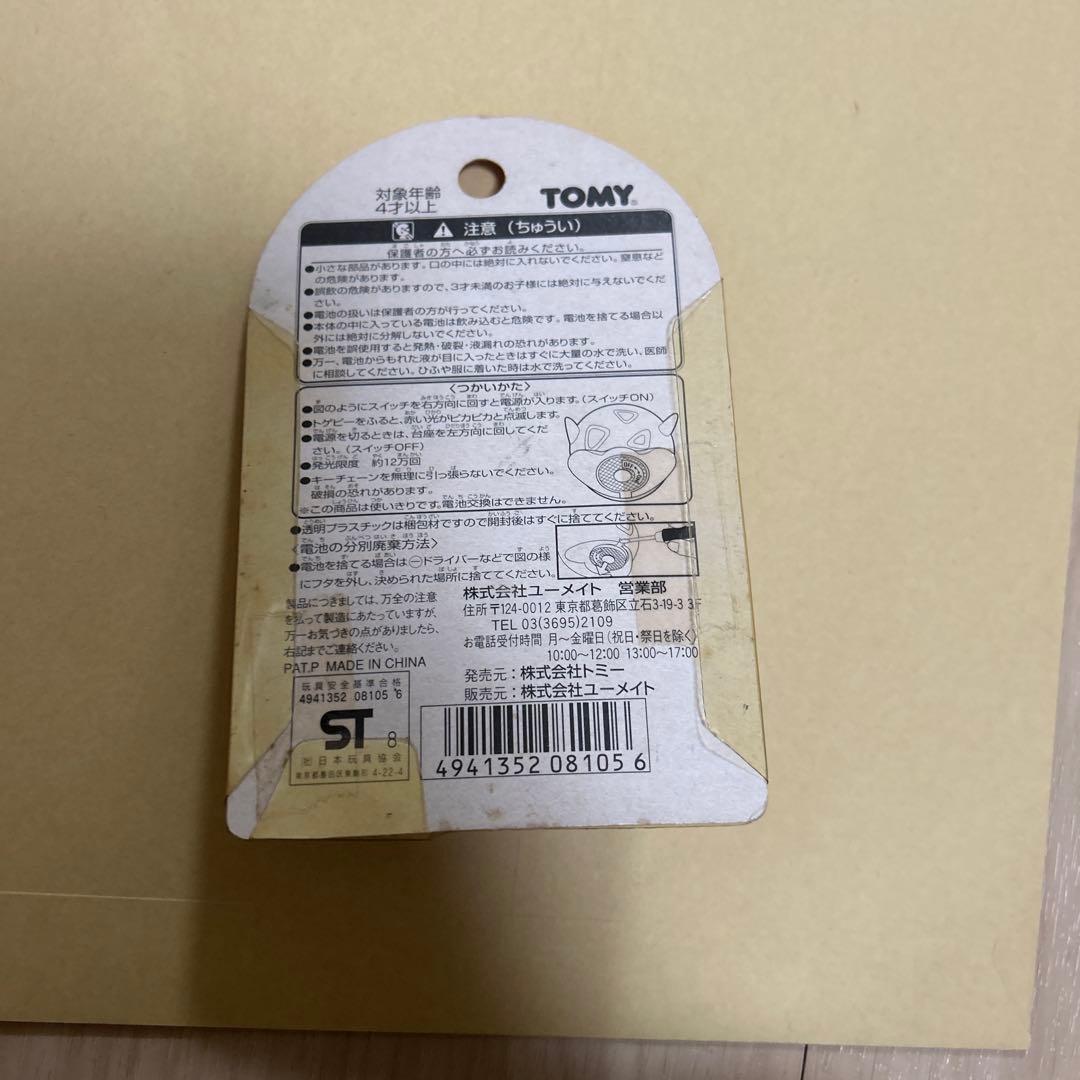 対象年齢
4才以上
TOMY®
注意（ちゅうい）
保護者の方へ必ずお読みください。
●小さな部品があります。口の中には絶対に入れないでください。窒息など
の危険があります。
●誤飲の危険がありますので、3才未満のお子様には絶対に与えないでくだ
さい。
●電池の扱いは保護者の方が行ってください。
●本体の中に入っている電池は飲み込むと危険です。電池を捨てる場合以
外には絶対に分解しないでください。
●電池を誤使用すると発熱・破裂・液漏れの恐れがあります。
●万一、電池からもれた液が目に入ったときはすぐに大量の水で洗い、医師
に相談してください。ひふや服に着いた時は水で洗ってください。
〈つかいかた〉
●図のようにスイッチを右方向に回すと電源が入ります。(スイッチON)
●トゲピーをふると、赤い光がピカピカと点滅します。
●電源を切るときは、台座を左方向に回してくだ
さい。(スイッチOFF)
●発光限度 約12万回
●キーチェーンを無理に引っ張らないでください。
破損の恐れがあります。
※この商品は使いきりです。電池交換はできません。
OFF
●透明プラスチックは梱包材ですので開封後はすぐに捨ててください。
〈電池の分別廃棄方法〉
●電池を捨てる場合は⊖ドライバーなどで図の様
にフタを外し、決められた場所に捨ててください。
製品につきましては、万全の注意
を払って製造にあたっていますが、
万一お気づきの点がありましたら、
右記までご連絡ください。
PAT.P MADE IN CHINA
株式会社ユーメイト 営業部
住所 〒124-0012 東京都葛飾区立石3-19-3 3F
TEL 03(3695)2109
お電話受付時間 月～金曜日(祝日・祭日を除く)
10:00～12:00 13:00～17:00
発売元：株式会社トミー
販売元：株式会社ユーメイト
玩具安全基準合格
4941352 08105 6
ST 8
㈳日本玩具協会
東京都墨田区東駒形 4-22-4
4941352 081056